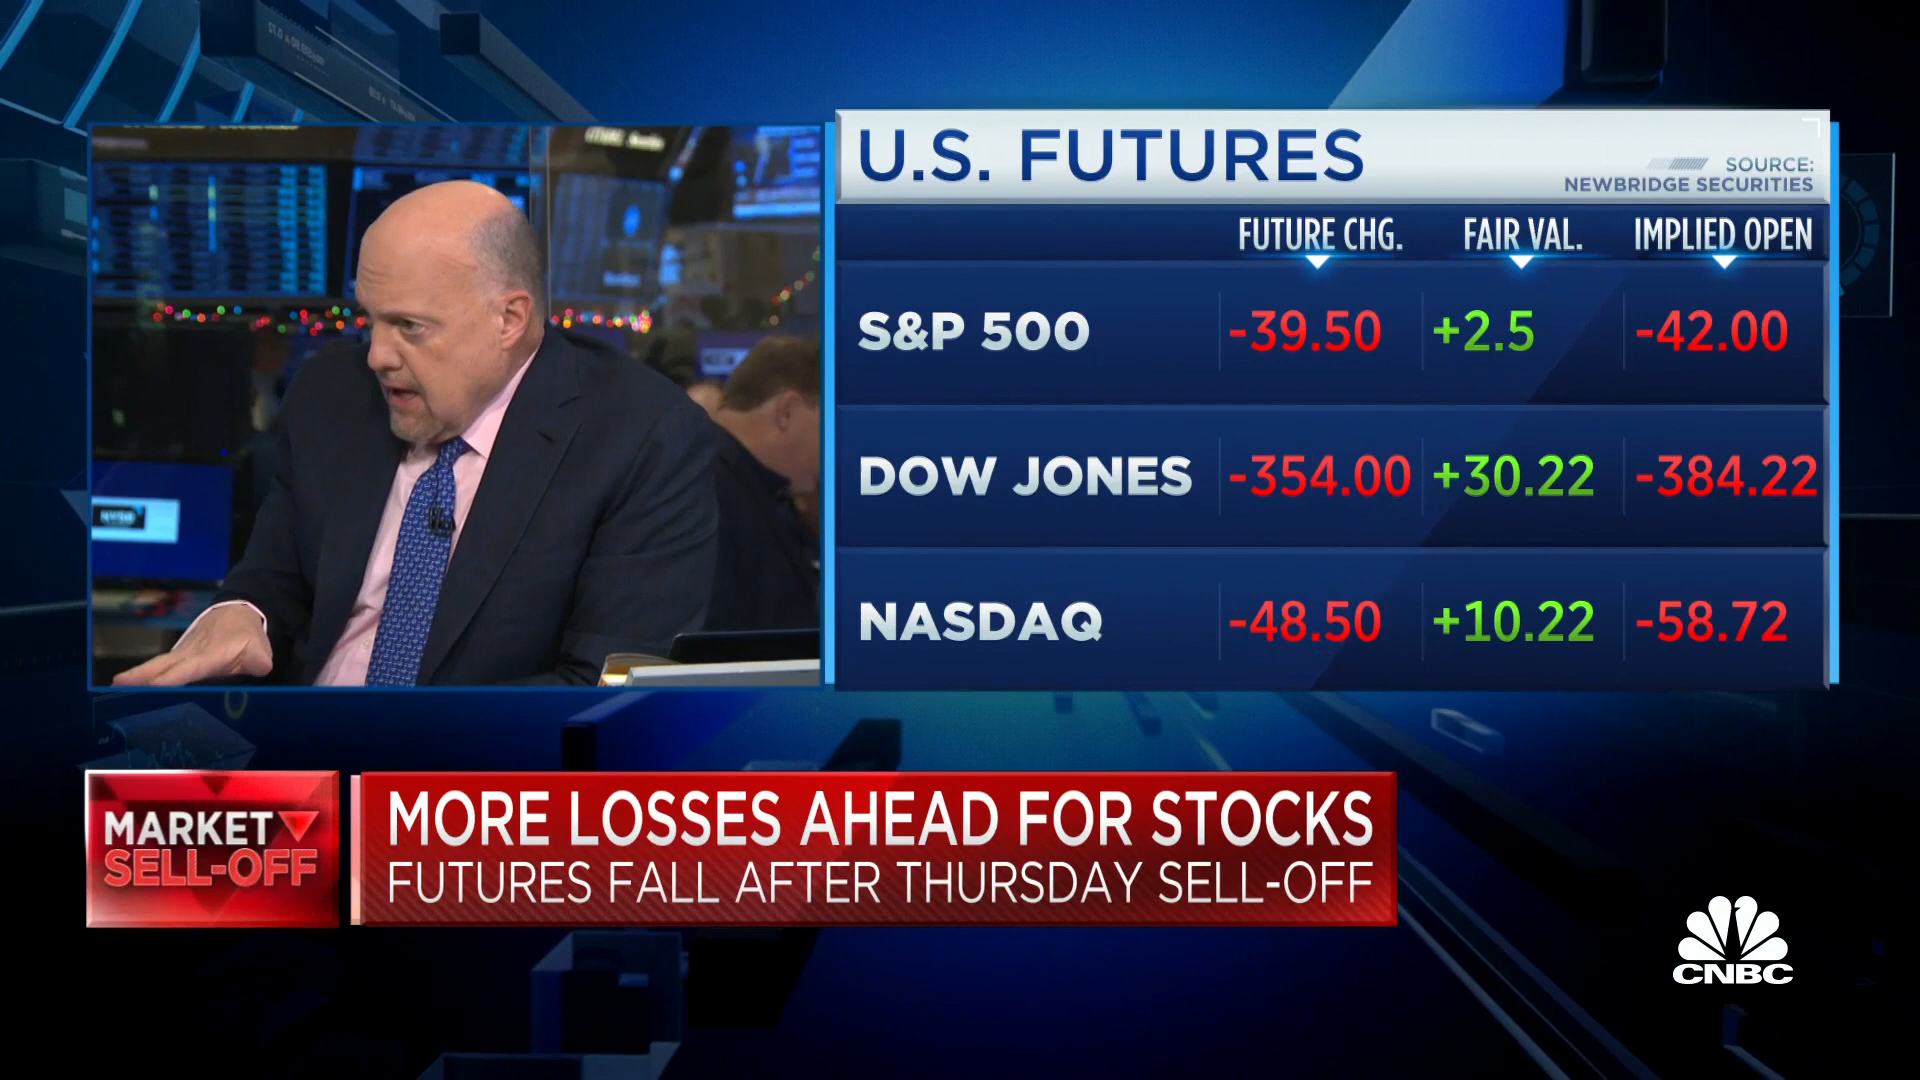 U.S. FUTURES
SOURCE:
NEWBRIDGE SECURITIES
FUTURE CHG. FAIR VAL. IMPLIED OPEN
S&P 500 -39.50 +2.5 -42.00
DOW JONES -354.00 +30.22 -384.22
NASDAQ -48.50 +10.22 -58.72
MARKET
SELL-OFF
MORE LOSSES AHEAD FOR STOCKS
FUTURES FALL AFTER THURSDAY SELL-OFF
CNBC